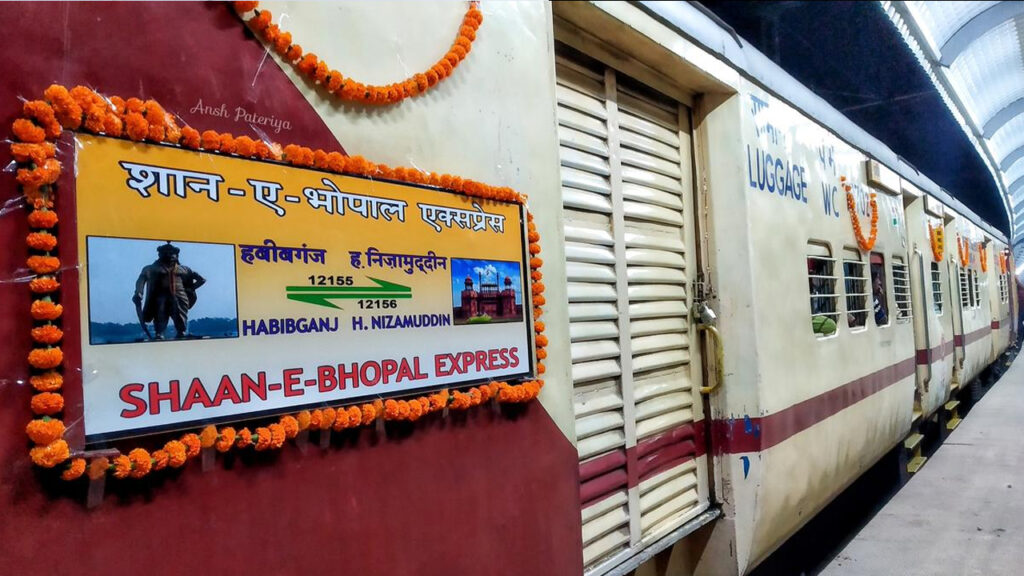 Ansh Pateriya
शान-ए-भोपाल एक्सप्रेस
हबीबगंज ह.निजामुद्दीन
12155
12156
HABIBGANJ H. NIZAMUDDIN
SHAAN-E-BHOPAL EXPRESS
LUGGAGE WC